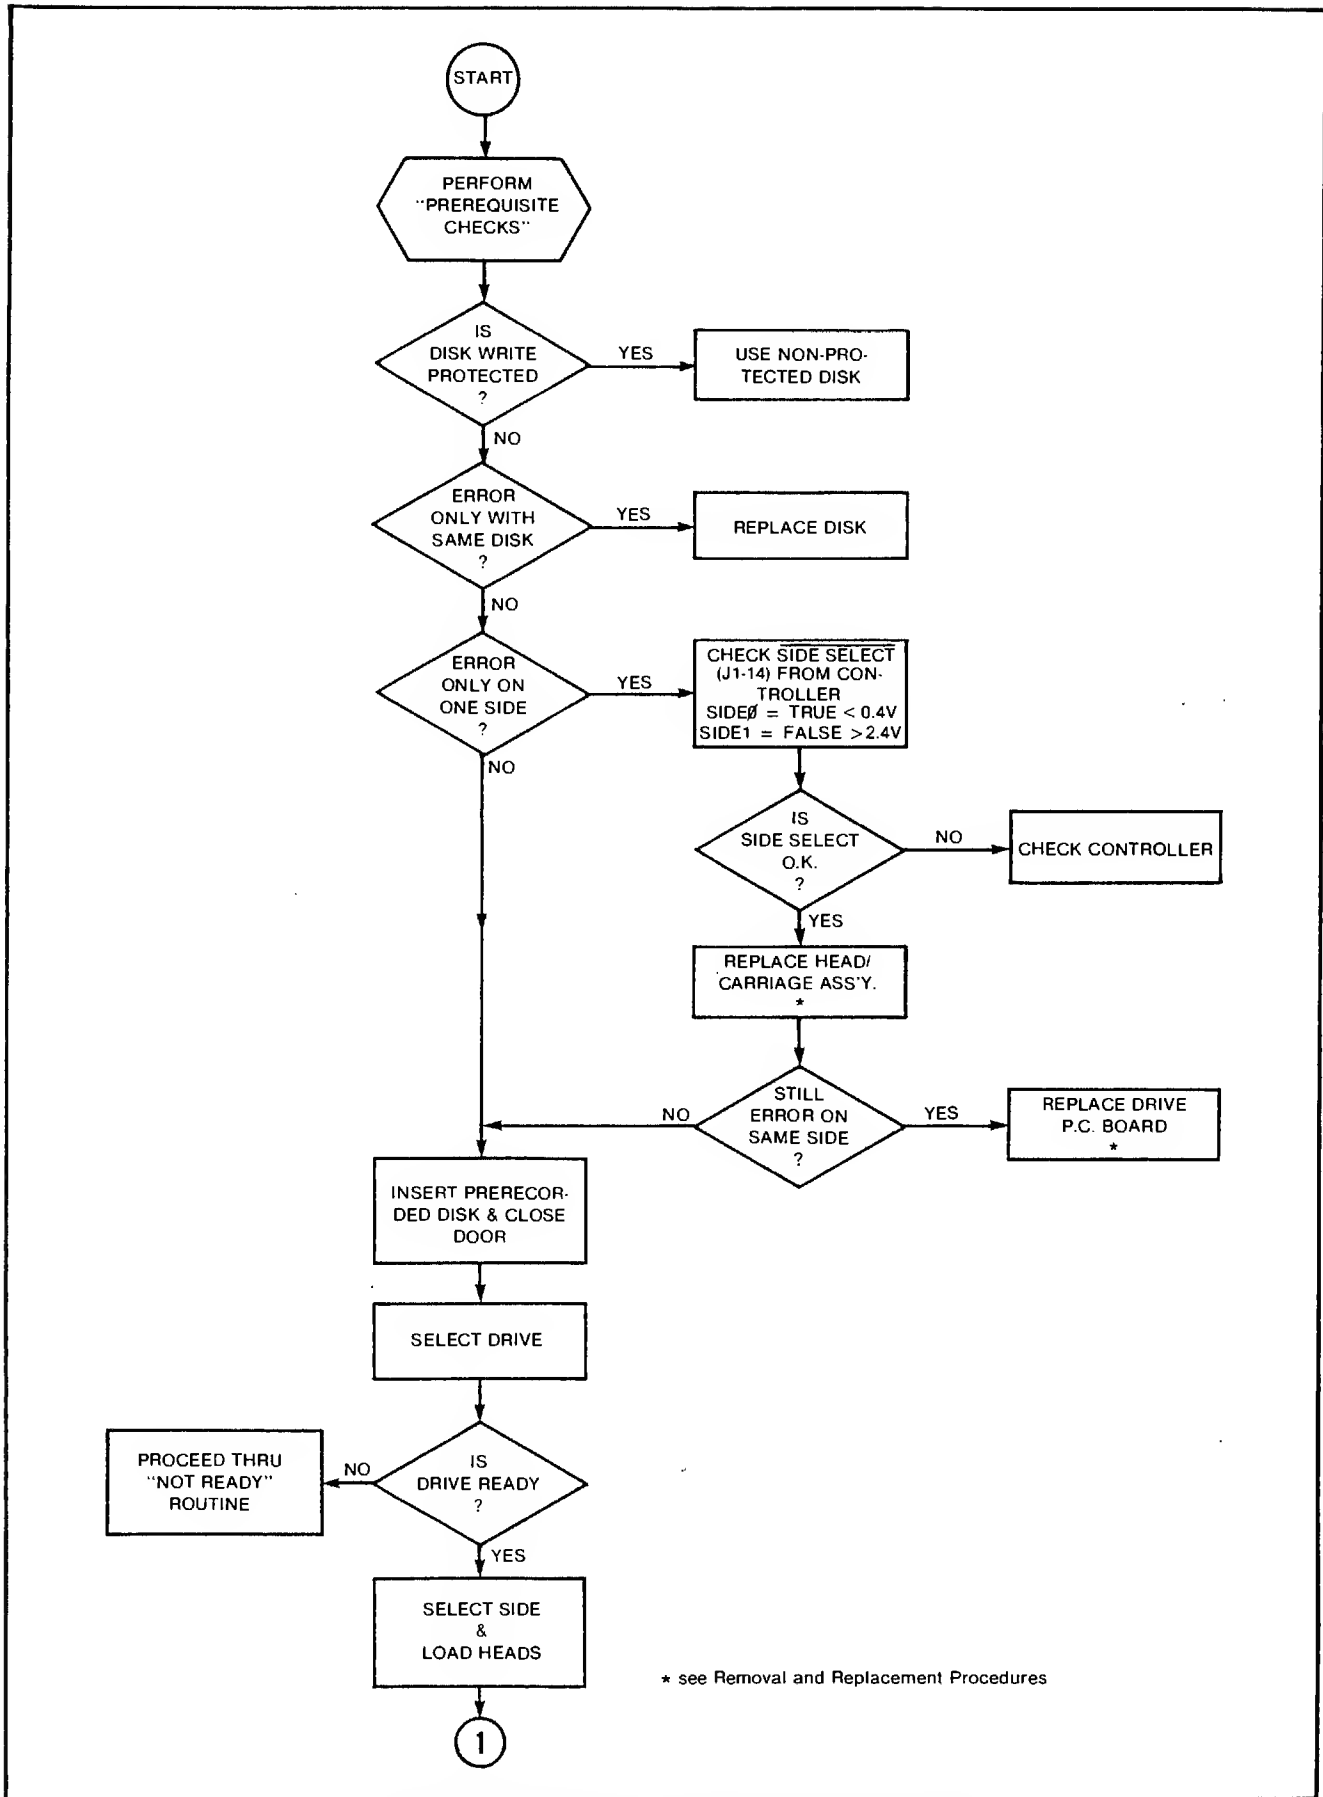 START
PERFORM
"PREREQUISITE
CHECKS"
IS
DISK WRITE
PROTECTED
?
YES
USE NON-PRO-
TECTED DISK
NO
ERROR
ONLY WITH
SAME DISK
?
YES
REPLACE DISK
NO
ERROR
ONLY ON
ONE SIDE
?
YES
CHECK SIDE SELECT
(J1-14) FROM CON-
TROLLER
SIDEØ = TRUE < 0.4V
SIDE1 = FALSE >2.4V
NO
IS
SIDE SELECT
O.K.
?
NO
CHECK CONTROLLER
YES
REPLACE HEAD/
CARRIAGE ASS'Y.
*
STILL
ERROR ON
SAME SIDE
?
NO
YES
REPLACE DRIVE
P.C. BOARD
*
INSERT PRERECOR-
DED DISK & CLOSE
DOOR
SELECT DRIVE
IS
DRIVE READY
?
NO
PROCEED THRU
"NOT READY"
ROUTINE
YES
SELECT SIDE
&
LOAD HEADS
* see Removal and Replacement Procedures
1